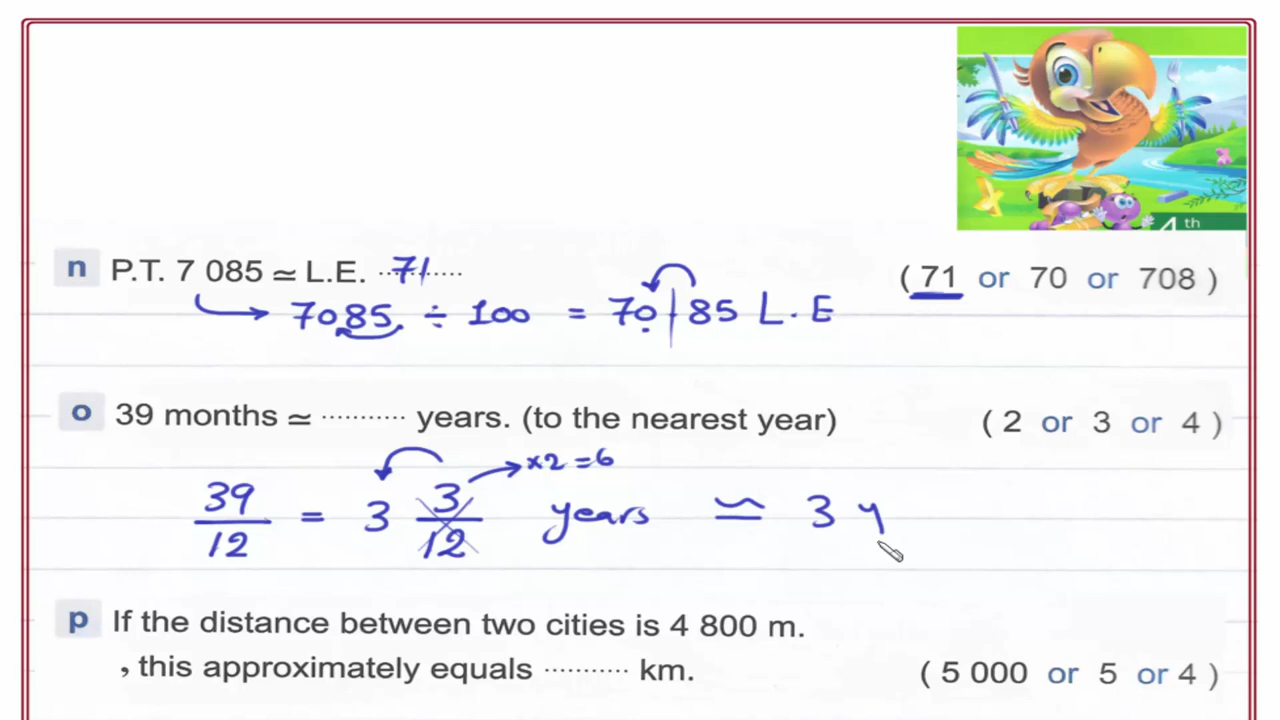 4 th
n P.T. 7 085 ≃ L.E. ...71... ( 71 or 70 or 708 )
7085 ÷ 100 = 70|85 L.E
o 39 months ≃ ........... years. (to the nearest year) ( 2 or 3 or 4 )
×2 = 6
39/12 = 3 3/12 years ≃ 3 y
p If the distance between two cities is 4 800 m.
, this approximately equals ........... km. ( 5 000 or 5 or 4 )